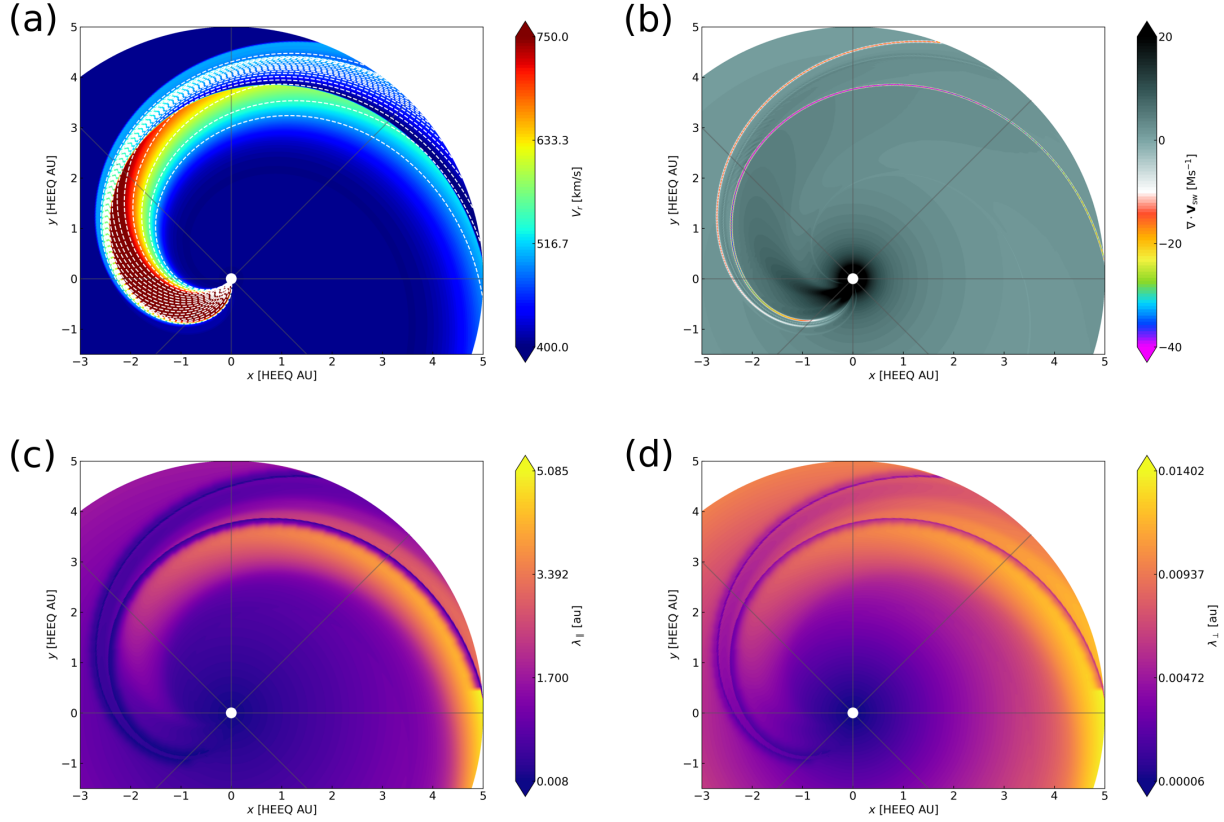 (a)
5
4
3
2
1
0
−1
y [HEEQ AU]
−3 −2 −1 0 1 2 3 4 5
x [HEEQ AU]
750.0
633.3
516.7
400.0
Vr [km/s]
(b)
5
4
3
2
1
0
−1
y [HEEQ AU]
−3 −2 −1 0 1 2 3 4 5
x [HEEQ AU]
20
0
−20
−40
∇ · Vsw [Ms⁻¹]
(c)
5
4
3
2
1
0
−1
y [HEEQ AU]
−3 −2 −1 0 1 2 3 4 5
x [HEEQ AU]
5.085
3.392
1.700
0.008
λ∥ [au]
(d)
5
4
3
2
1
0
−1
y [HEEQ AU]
−3 −2 −1 0 1 2 3 4 5
x [HEEQ AU]
0.01402
0.00937
0.00472
0.00006
λ⊥ [au]